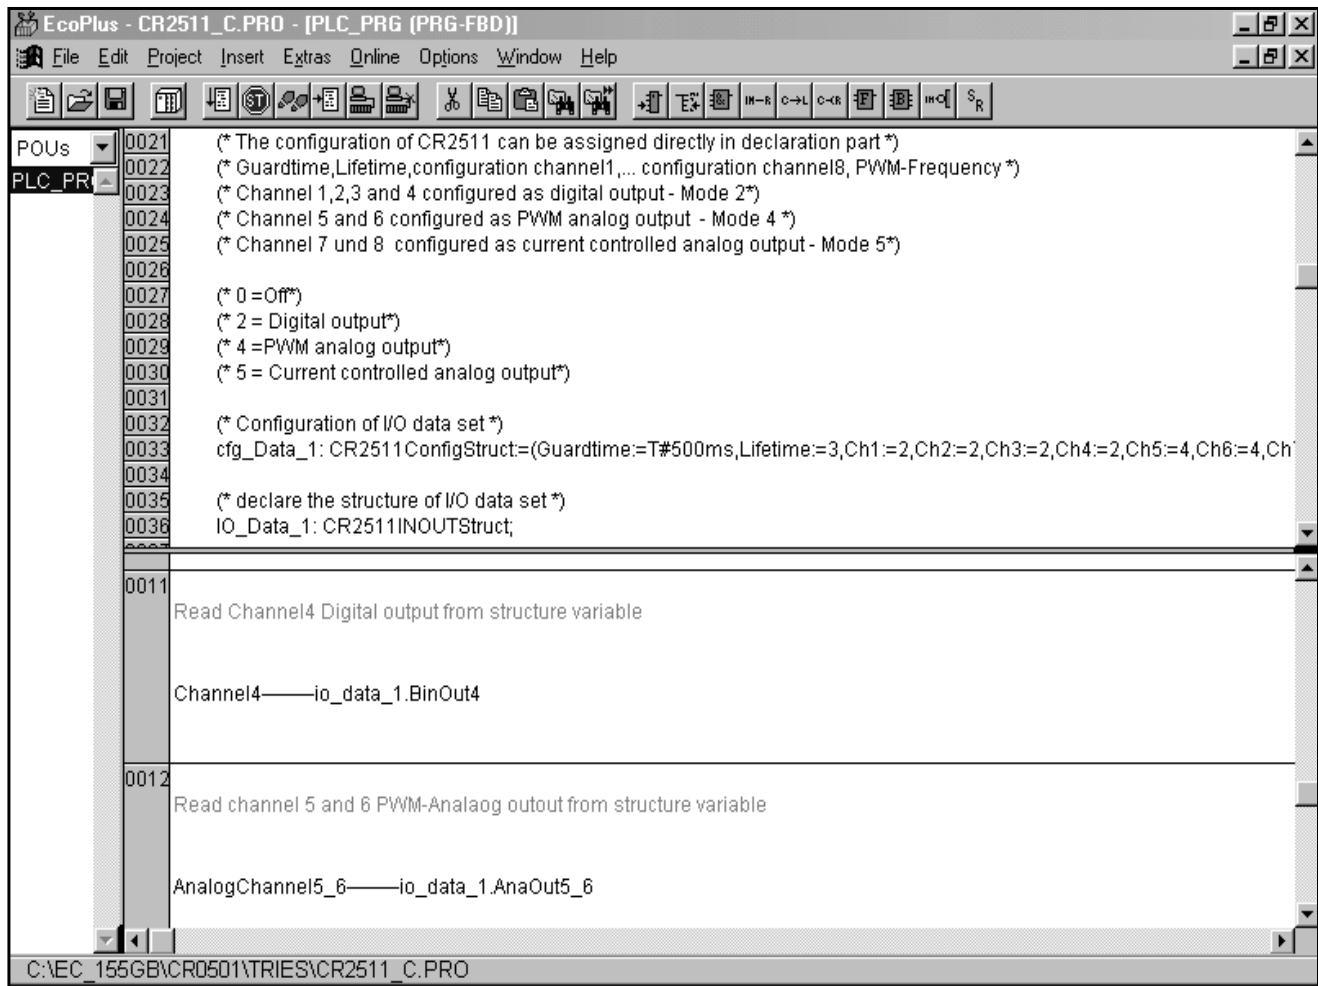 EcoPlus - CR2511_C.PRO - [PLC_PRG (PRG-FBD)]
File Edit Project Insert Extras Online Options Window Help
POUs
PLC_PR
0021 (* The configuration of CR2511 can be assigned directly in declaration part *)
0022 (* Guardtime,Lifetime,configuration channel1,... configuration channel8, PWM-Frequency *)
0023 (* Channel 1,2,3 and 4 configured as digital output - Mode 2*)
0024 (* Channel 5 and 6 configured as PWM analog output - Mode 4 *)
0025 (* Channel 7 und 8 configured as current controlled analog output - Mode 5*)
0026
0027 (* 0 =Off*)
0028 (* 2 = Digital output*)
0029 (* 4 =PWM analog output*)
0030 (* 5 = Current controlled analog output*)
0031
0032 (* Configuration of I/O data set *)
0033 cfg_Data_1: CR2511ConfigStruct:=(Guardtime:=T#500ms,Lifetime:=3,Ch1:=2,Ch2:=2,Ch3:=2,Ch4:=2,Ch5:=4,Ch6:=4,Ch
0034
0035 (* declare the structure of I/O data set *)
0036 IO_Data_1: CR2511INOUTStruct;
0011
Read Channel4 Digital output from structure variable
Channel4 io_data_1.BinOut4
0012
Read channel 5 and 6 PWM-Analaog outout from structure variable
AnalogChannel5_6 io_data_1.AnaOut5_6
C:\EC_155GB\CR0501\TRIES\CR2511_C.PRO